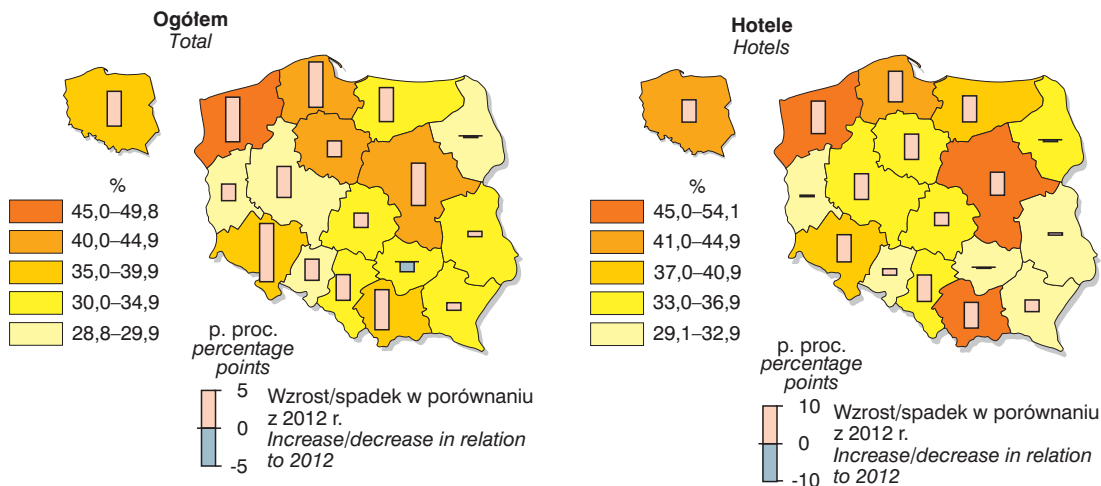 Ogółem
Total
%
45,0–49,8
40,0–44,9
35,0–39,9
30,0–34,9
28,8–29,9
p. proc.
percentage
points
5
0
-5
Wzrost/spadek w porównaniu
z 2012 r.
Increase/decrease in relation
to 2012
Hotele
Hotels
%
45,0–54,1
41,0–44,9
37,0–40,9
33,0–36,9
29,1–32,9
p. proc.
percentage
points
10
0
-10
Wzrost/spadek w porównaniu
z 2012 r.
Increase/decrease in relation
to 2012